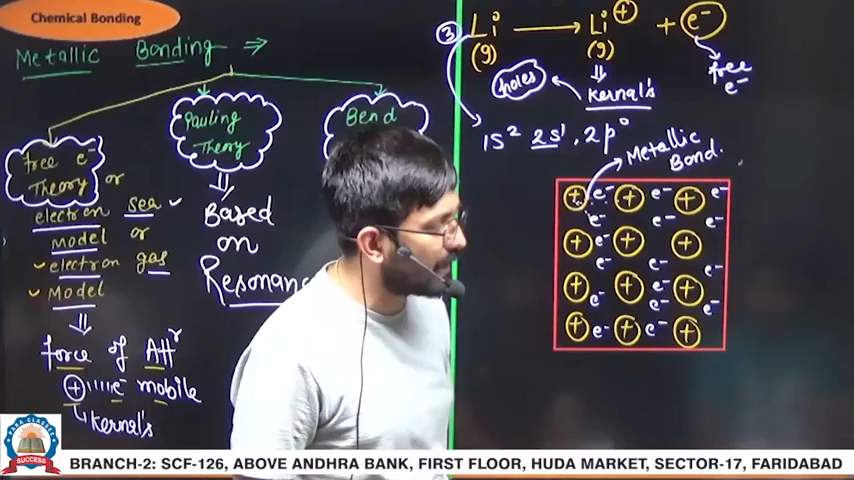 Chemical Bonding
Metallic Bonding ⇒
free e⁻
Theory or
electron sea
model or
electron gas
Model
⇓
force of Attʳ
(+)·····e⁻ mobile
↳Kernal's
Pauling
Theory
⇓
Based
on
Resonance
Bend
③ Li ⟶ Li⁺ + e⁻
(g) (g)
free
e⁻
holes
⇓
Kernal's
1s² 2s¹, 2p⁰
Metallic
Bond.
+ e⁻ + e⁻ + e⁻
e⁻ e⁻ e⁻
+ e⁻ + +
e⁻ e⁻ e⁻
+ + e⁻ +
e⁻ e⁻ e⁻
+ e⁻ + e⁻ +
SUCCESS
BRANCH-2: SCF-126, ABOVE ANDHRA BANK, FIRST FLOOR, HUDA MARKET, SECTOR-17, FARIDABAD